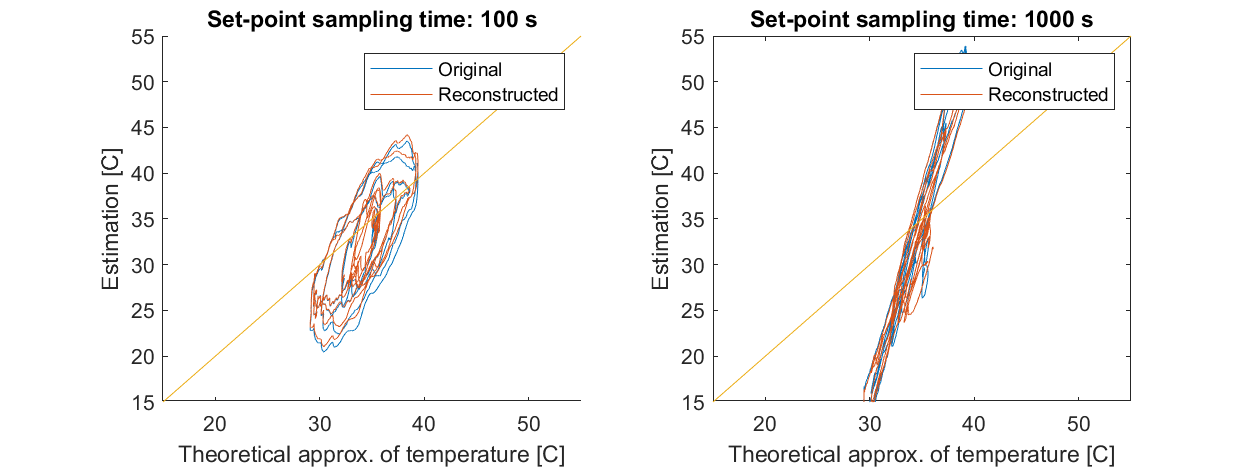 Set-point sampling time: 100 s
55
50
45
40
35
30
25
20
15
Estimation [C]
Original
Reconstructed
20 30 40 50
Theoretical approx. of temperature [C]
Set-point sampling time: 1000 s
55
50
45
40
35
30
25
20
15
Estimation [C]
Original
Reconstructed
20 30 40 50
Theoretical approx. of temperature [C]